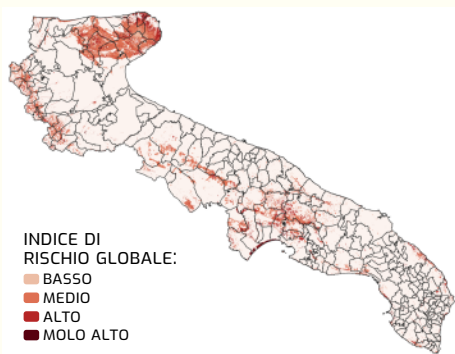 INDICE DI
RISCHIO GLOBALE:
BASSO
MEDIO
ALTO
MOLO ALTO